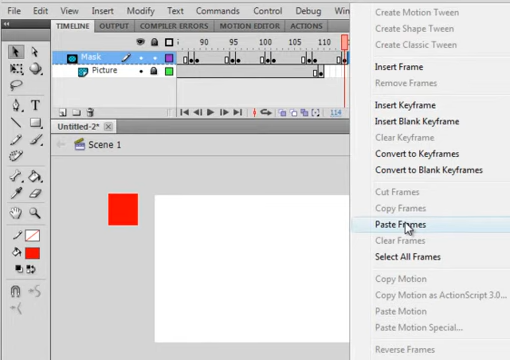 File Edit View Insert Modify Text Commands Control Debug Win
TIMELINE OUTPUT COMPILER ERRORS MOTION EDITOR ACTIONS
90 95 100 105 110
Mask
Picture
114
Untitled-2*
Scene 1
T
Create Motion Tween
Create Shape Tween
Create Classic Tween
Insert Frame
Remove Frames
Insert Keyframe
Insert Blank Keyframe
Clear Keyframe
Convert to Keyframes
Convert to Blank Keyframes
Cut Frames
Copy Frames
Paste Frames
Clear Frames
Select All Frames
Copy Motion
Copy Motion as ActionScript 3.0...
Paste Motion
Paste Motion Special...
Reverse Frames